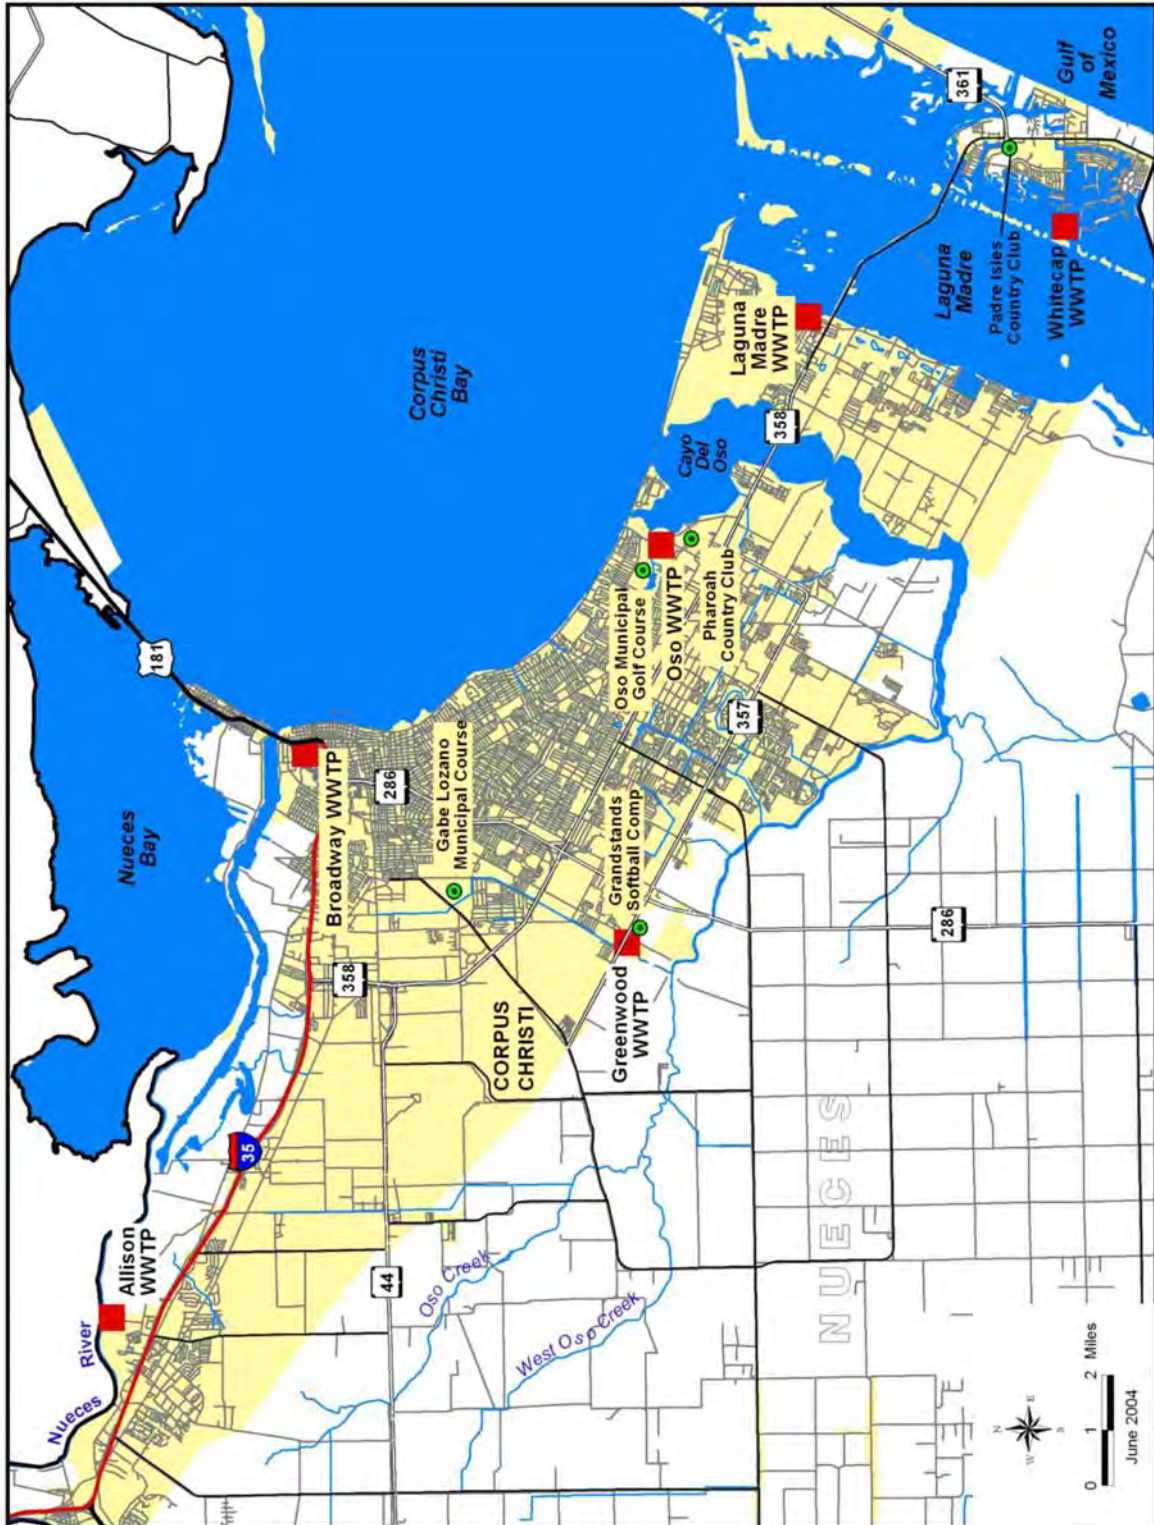 Nueces
River
Allison
WWTP
35
44
Oso Creek
West Oso Creek
NUECES
N
W
E
S
0
1
2
Miles
June 2004
Nueces
Bay
181
Broadway WWTP
358
286
Gabe Lozano
Municipal Course
CORPUS
CHRISTI
Greenwood
WWTP
Grandstands
Softball Comp
286
357
Corpus
Christi
Bay
Oso Municipal
Golf Course
Oso WWTP
Pharoah
Country Club
Cayo
Del
Oso
358
Laguna
Madre
WWTP
Laguna
Madre
Padre Isles
Country Club
Whitecap
WWTP
361
Gulf
of
Mexico